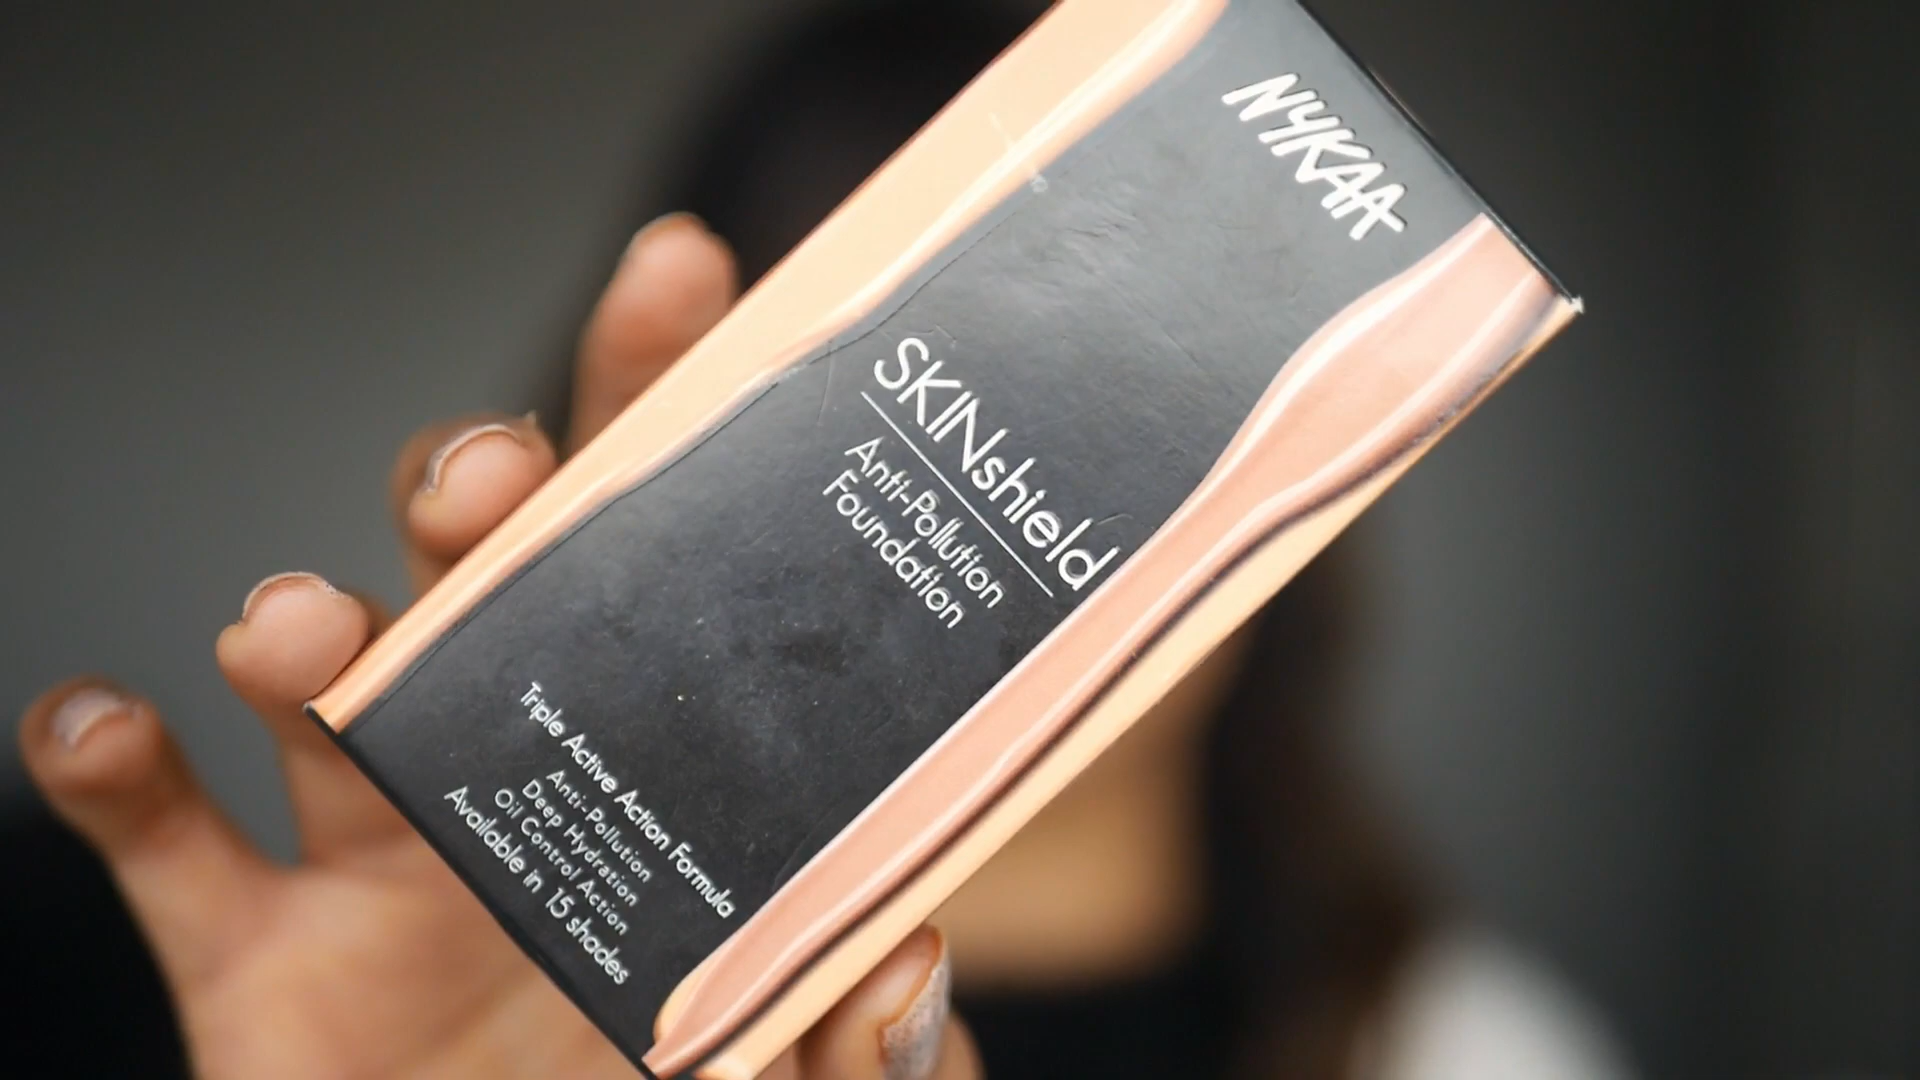 NYKAA
SKINshield
Anti-Pollution
Foundation
Triple Active Action Formula
Anti-Pollution
Deep Hydration
Oil Control Action
Available in 15 shades